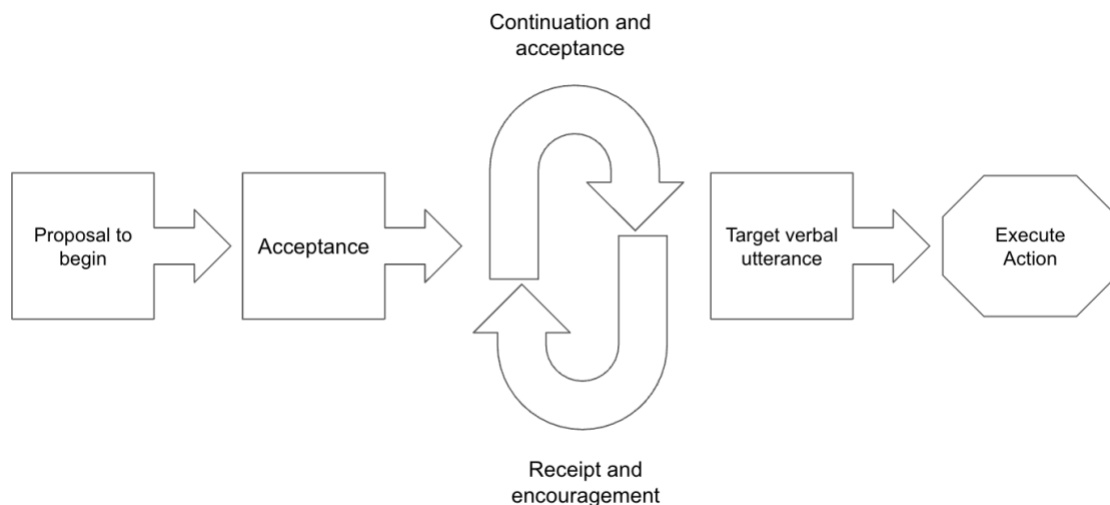 Continuation and
acceptance
Proposal to
begin
Acceptance
Target verbal
utterance
Execute
Action
Receipt and
encouragement